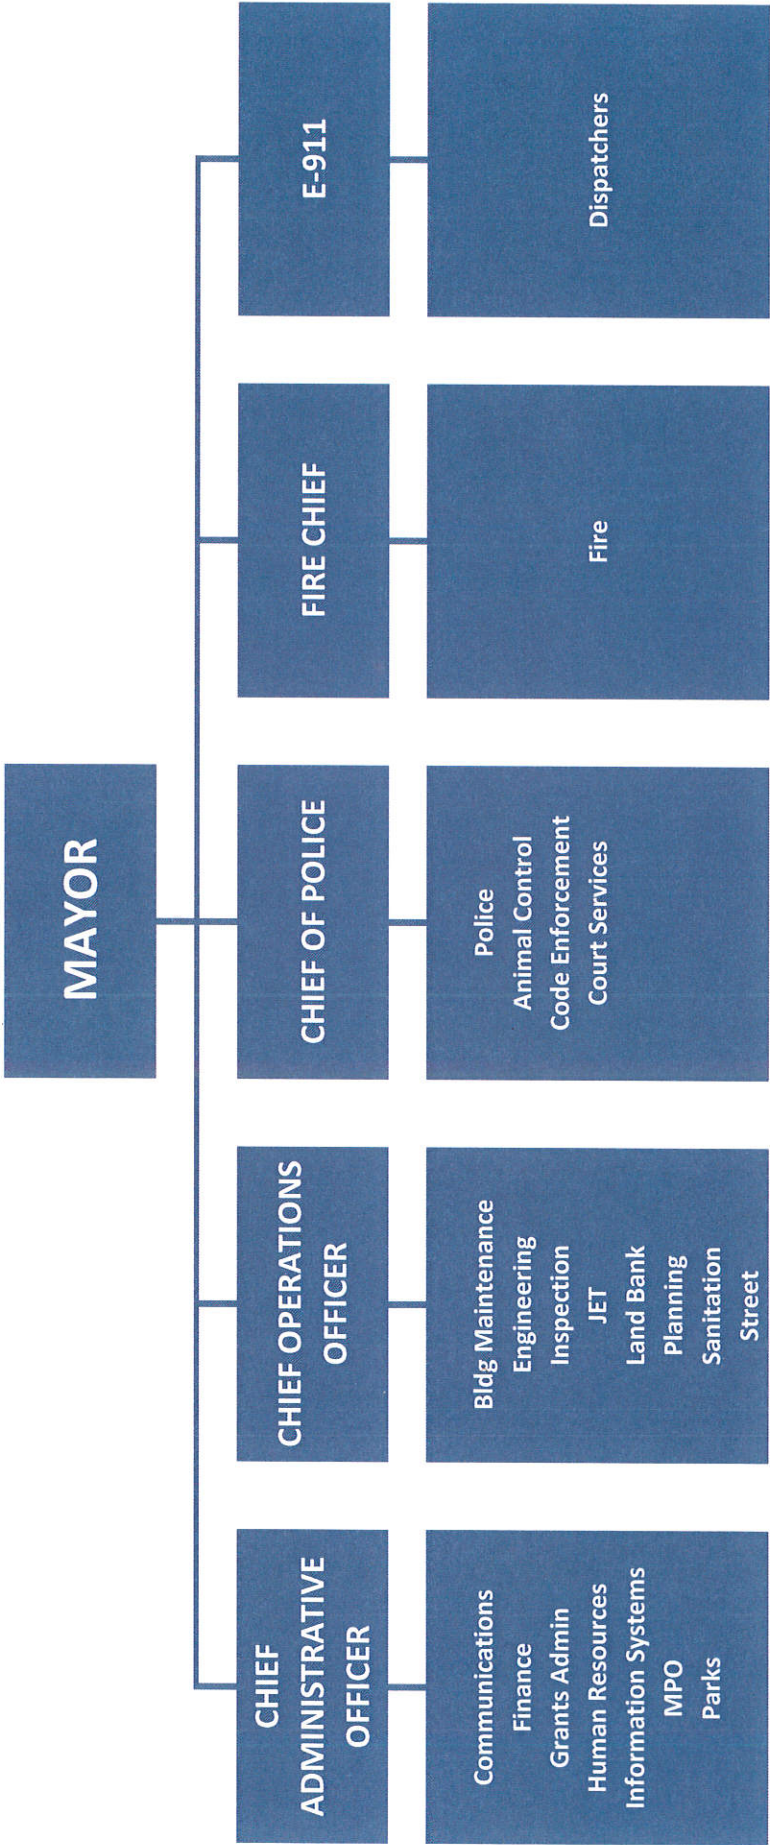 MAYOR
CHIEF
ADMINISTRATIVE
OFFICER
CHIEF OPERATIONS
OFFICER
CHIEF OF POLICE
FIRE CHIEF
E-911
Communications
Finance
Grants Admin
Human Resources
Information Systems
MPO
Parks
Bldg Maintenance
Engineering
Inspection
JET
Land Bank
Planning
Sanitation
Street
Police
Animal Control
Code Enforcement
Court Services
Fire
Dispatchers